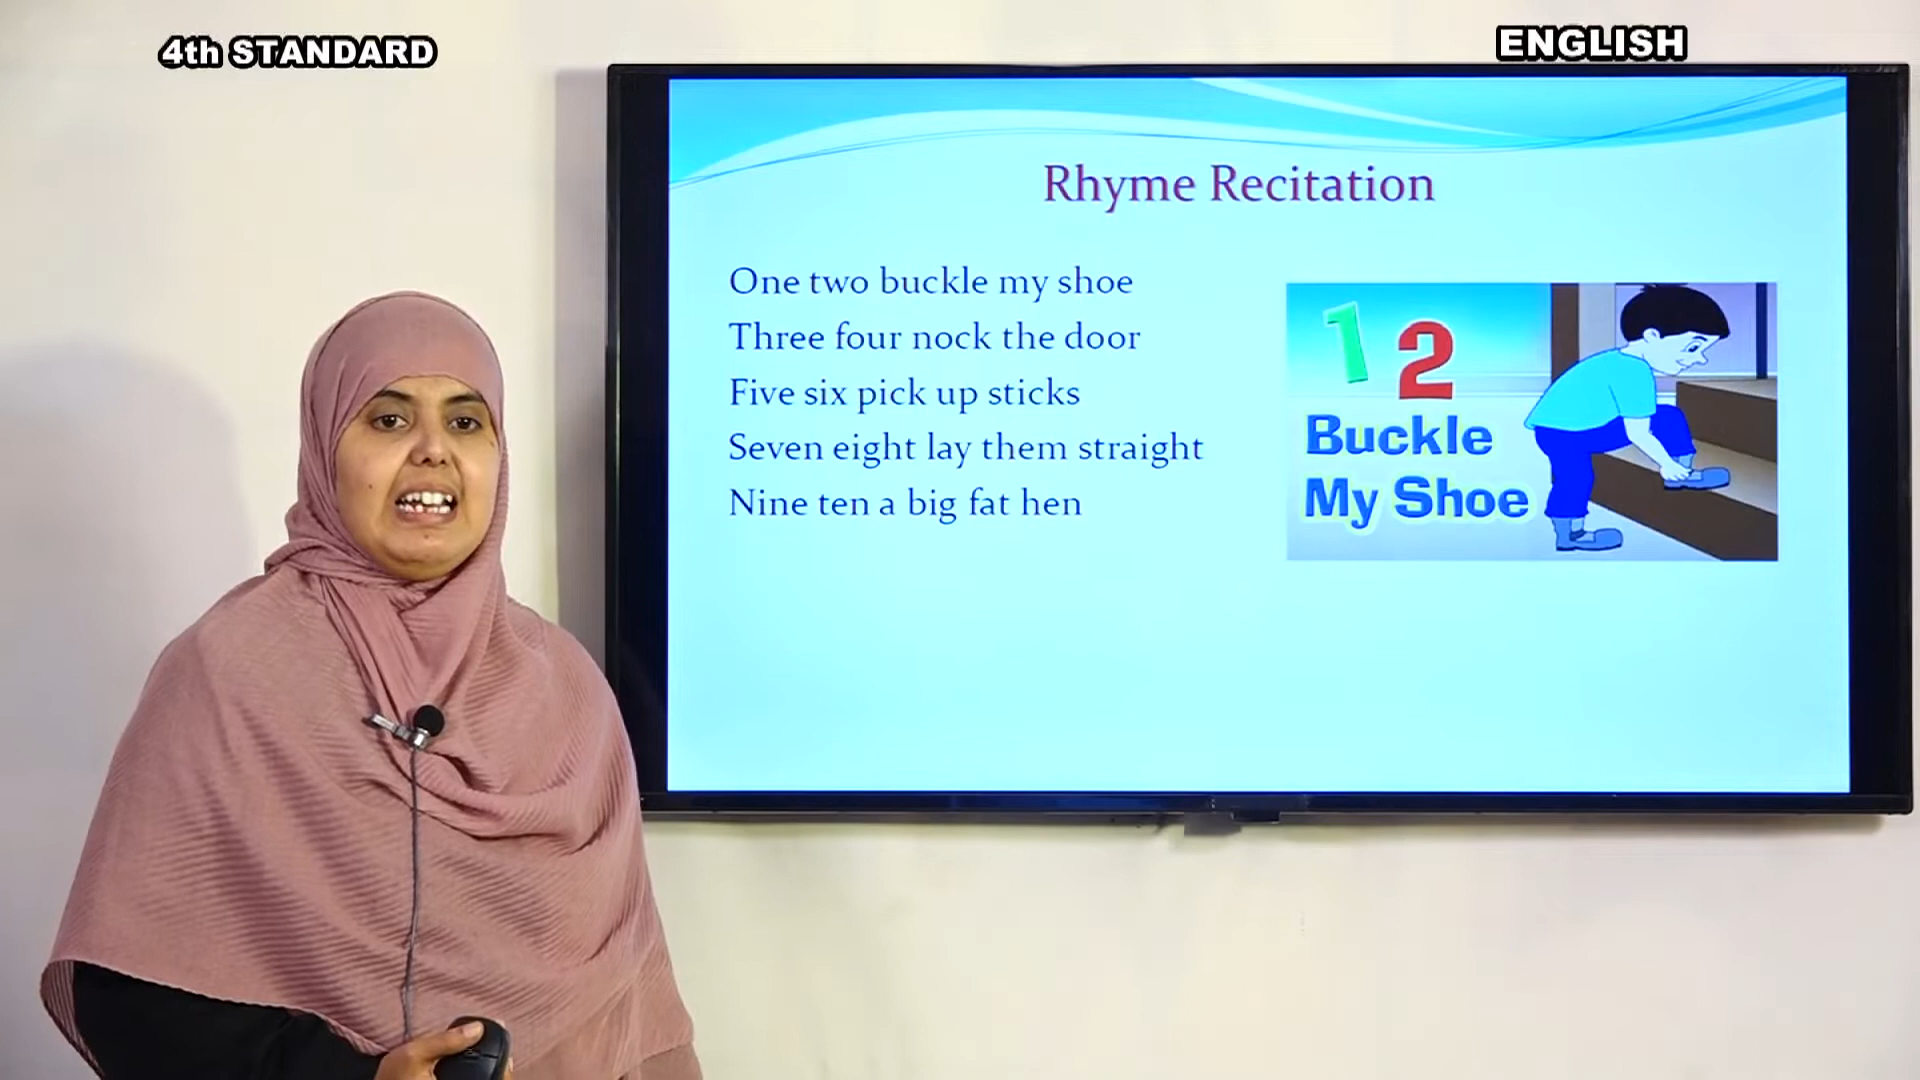 4th STANDARD
ENGLISH
Rhyme Recitation
One two buckle my shoe
Three four nock the door
Five six pick up sticks
Seven eight lay them straight
Nine ten a big fat hen
1 2
Buckle
My Shoe